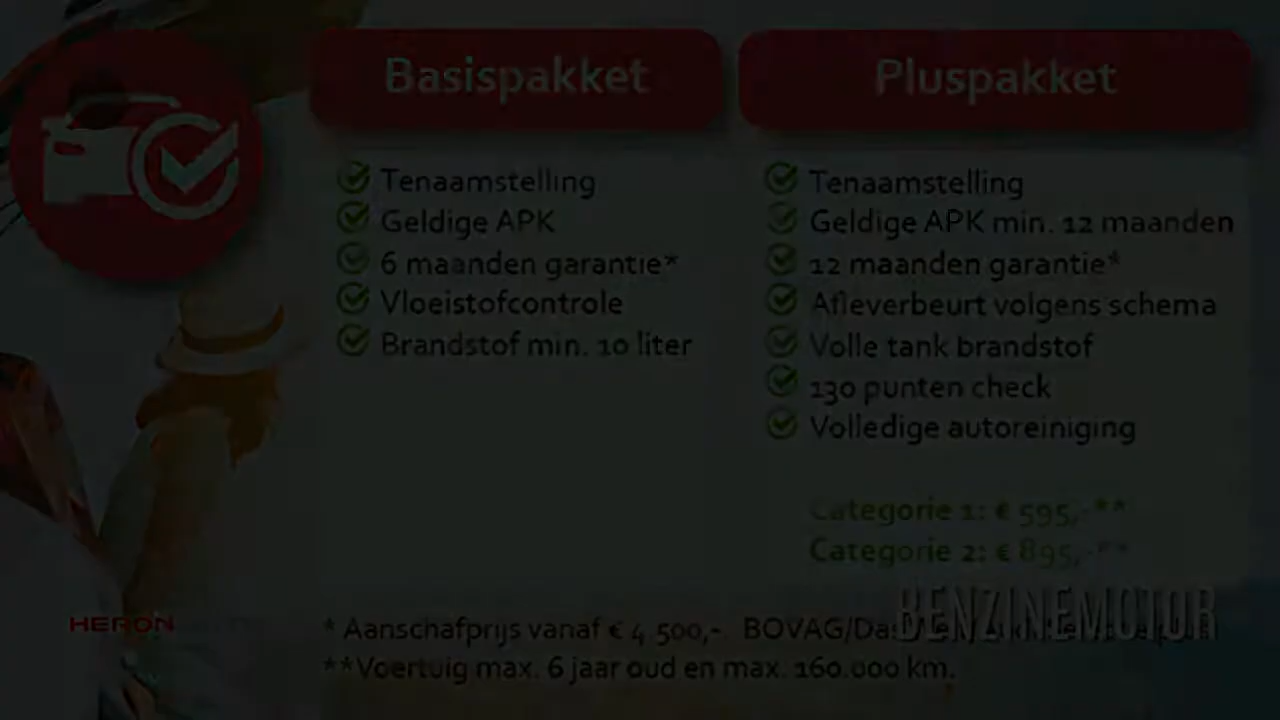 Basispakket
Tenaamstelling
Geldige APK
6 maanden garantie*
Vloeistofcontrole
Brandstof min. 10 liter
Pluspakket
Tenaamstelling
Geldige APK min. 12 maanden
12 maanden garantie*
Afleverbeurt volgens schema
Volle tank brandstof
130 punten check
Volledige autoreiniging
Categorie 1: € 595,-**
Categorie 2: € 895,-**
HERON
* Aanschafprijs vanaf € 4.500,-. BOVAG/
BENZINEMOTOR
**Voertuig max. 6 jaar oud en max. 160.000 km.